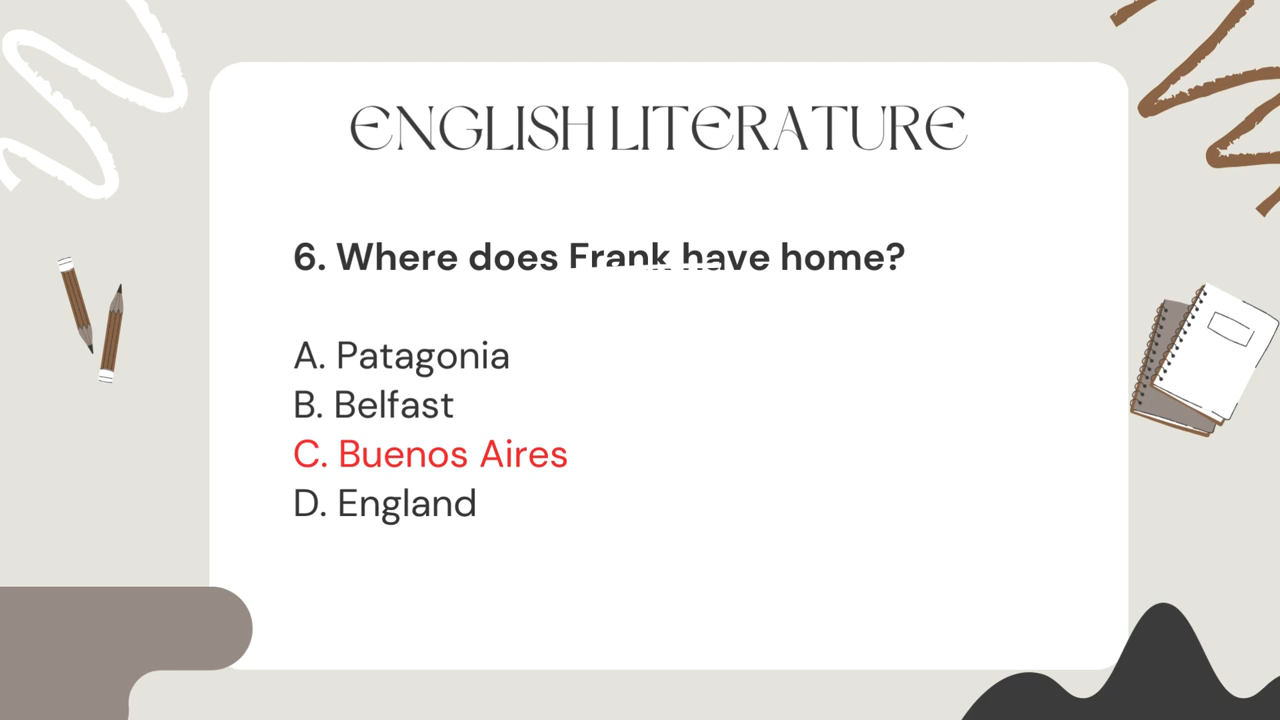 ENGLISH LITERATURE
6. Where does Frank have home?
A. Patagonia
B. Belfast
C. Buenos Aires
D. England